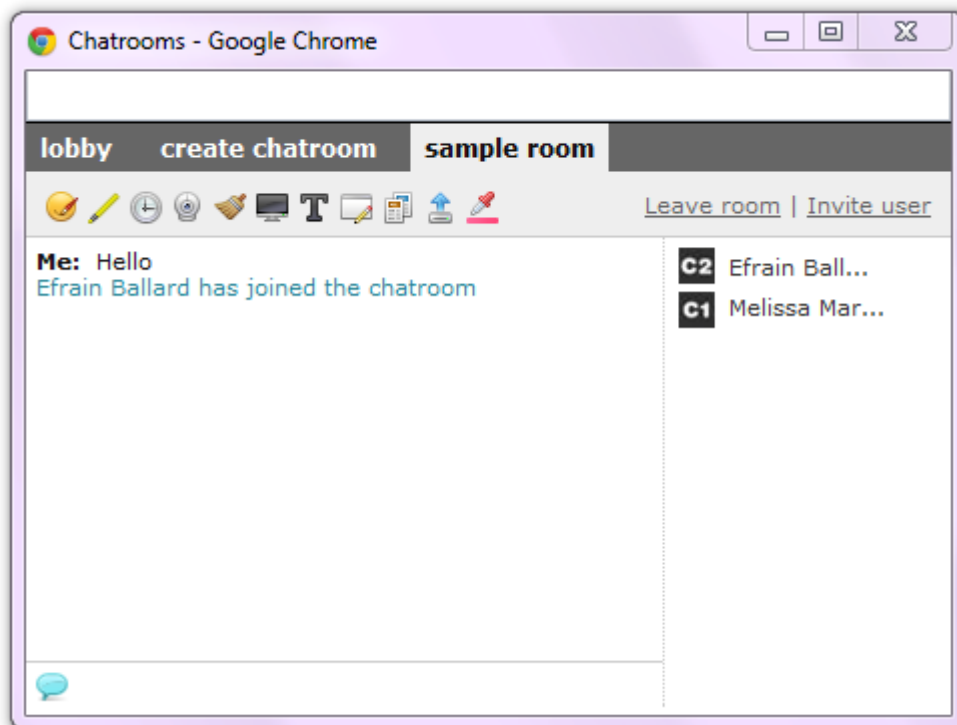 Chatrooms - Google Chrome
lobby create chatroom sample room
T Leave room | Invite user
Me: Hello
Efrain Ballard has joined the chatroom
C2 Efrain Ball...
C1 Melissa Mar...